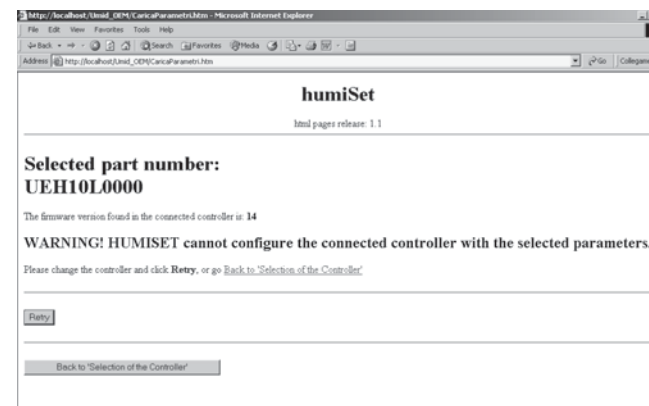 http://localhost/Umid_OEM/CaricaParametri.htm - Microsoft Internet Explorer
File Edit View Favorites Tools Help
Back Search Favorites Media
Address http://localhost/Umid_OEM/CaricaParametri.htm Go
humiSet
html pages release: 1.1
Selected part number:
UEH10L0000
The firmware version found in the connected controller is: 14
WARNING! HUMISET cannot configure the connected controller with the selected parameters.
Please change the controller and click Retry, or go Back to 'Selection of the Controller'
Retry
Back to 'Selection of the Controller'